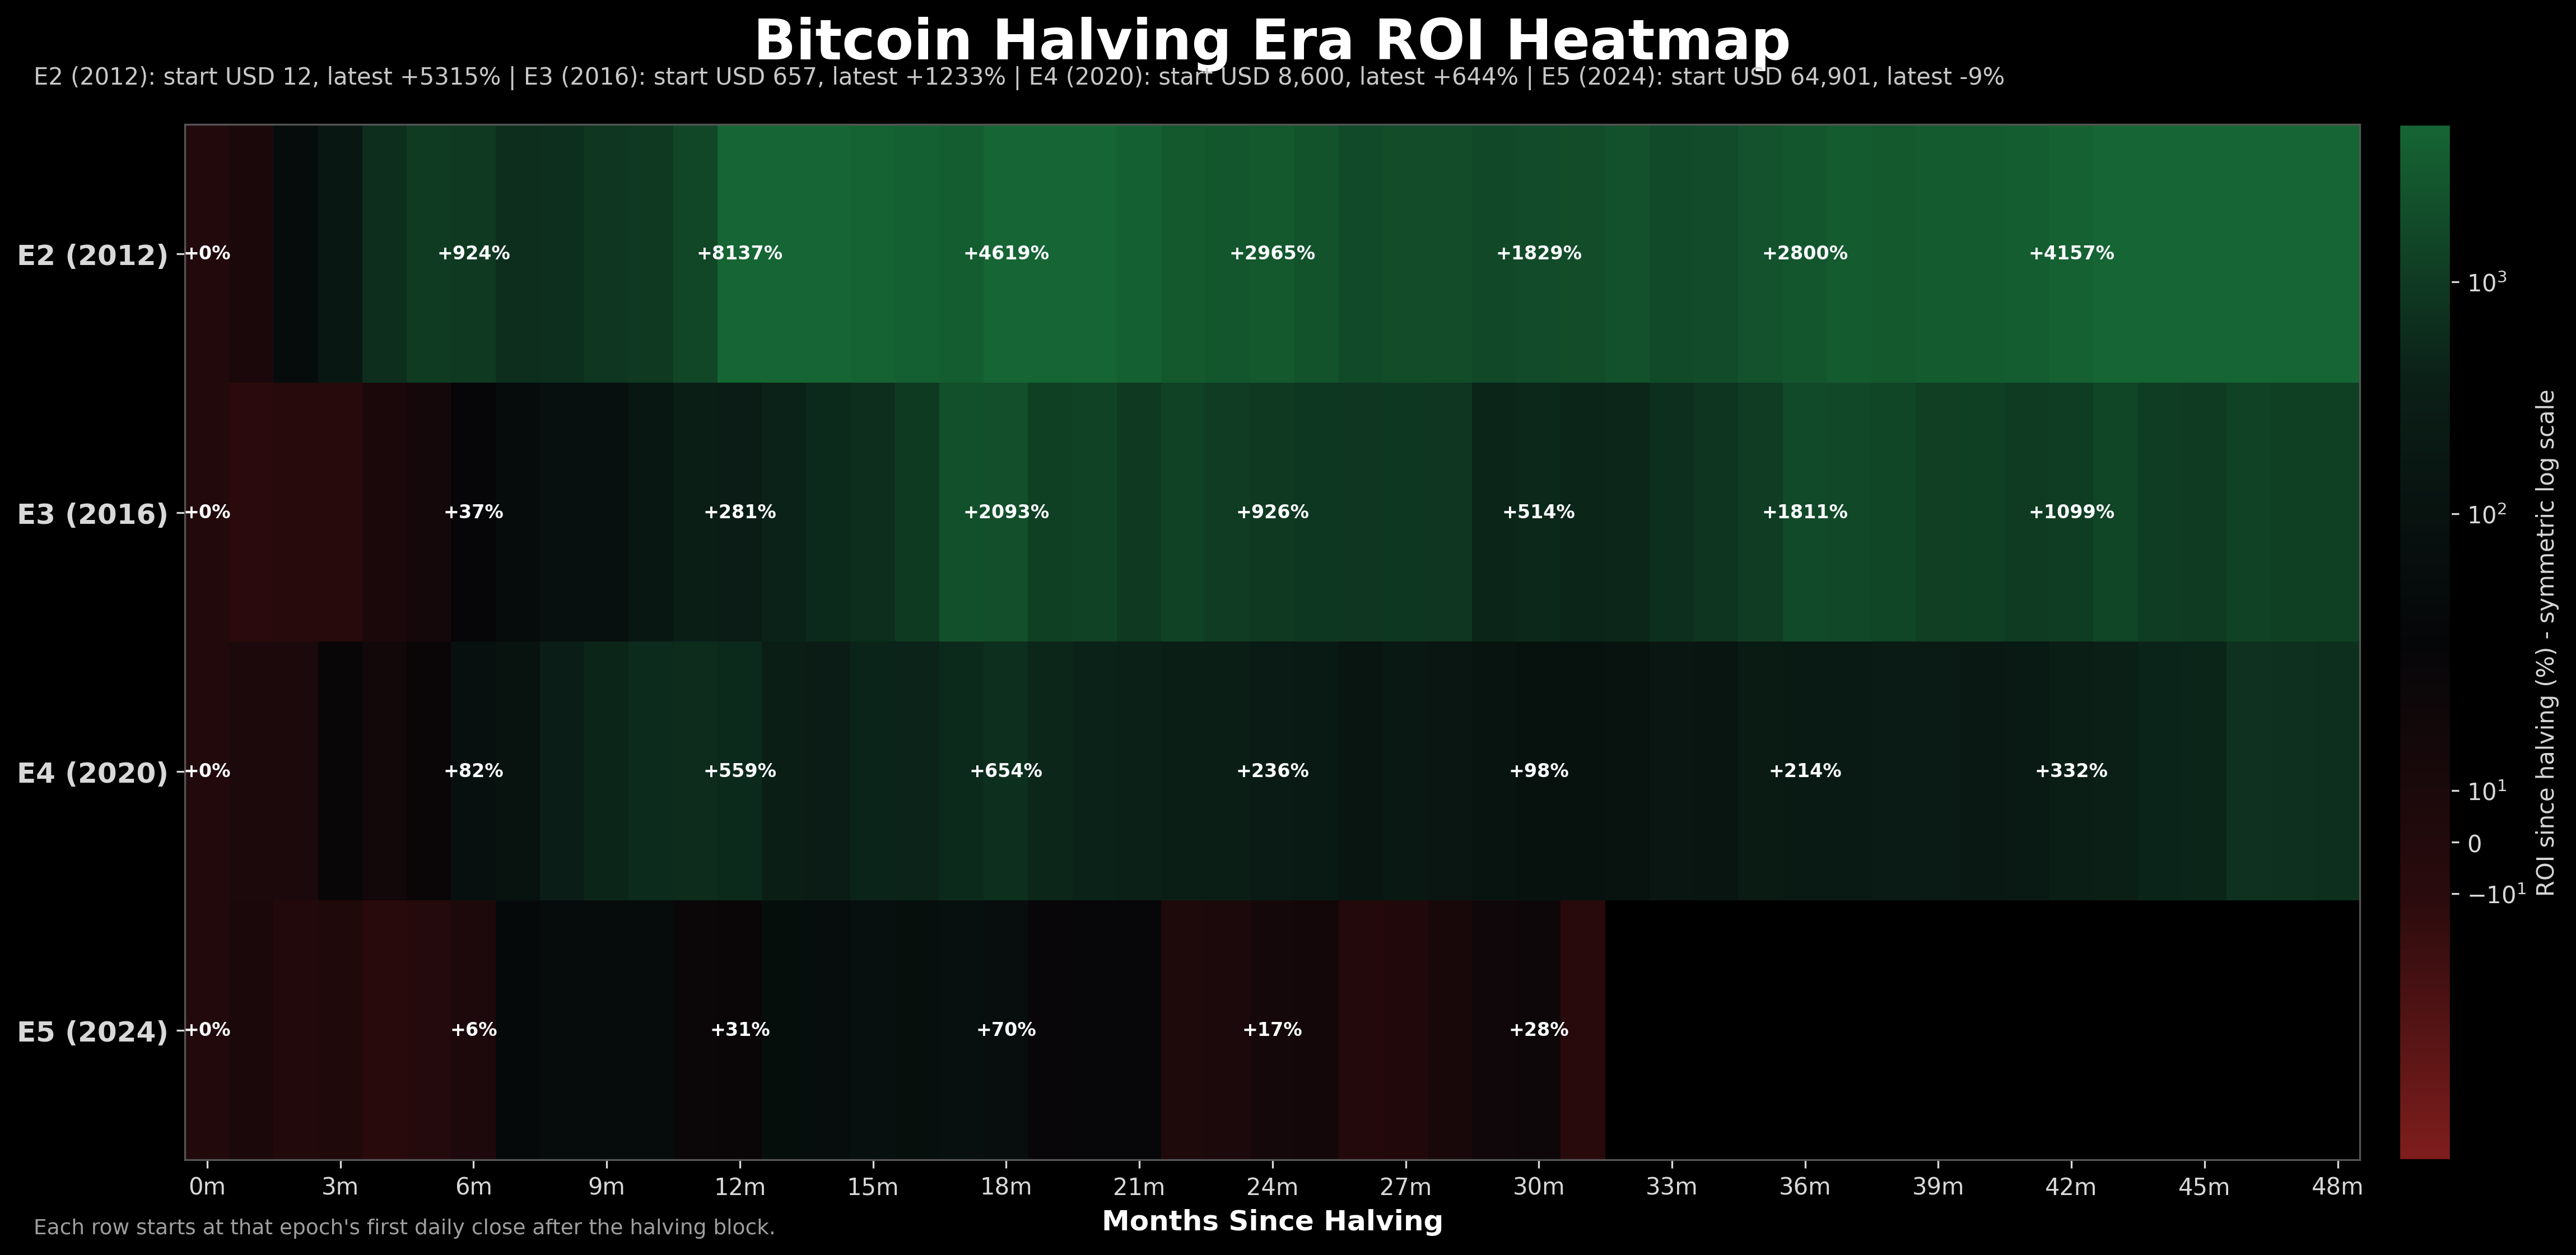 Bitcoin Halving Era ROI Heatmap
E2 (2012): start USD 12, latest +5315% | E3 (2016): start USD 657, latest +1233% | E4 (2020): start USD 8,600, latest +644% | E5 (2024): start USD 64,901, latest -9%
E2 (2012) +0% +924% +8137% +4619% +2965% +1829% +2800% +4157%
E3 (2016) +0% +37% +281% +2093% +926% +514% +1811% +1099%
E4 (2020) +0% +82% +559% +654% +236% +98% +214% +332%
E5 (2024) +0% +6% +31% +70% +17% +28%
0m 3m 6m 9m 12m 15m 18m 21m 24m 27m 30m 33m 36m 39m 42m 45m 48m
Months Since Halving
Each row starts at that epoch's first daily close after the halving block.
10³
10²
10¹
0
−10¹
ROI since halving (%) - symmetric log scale